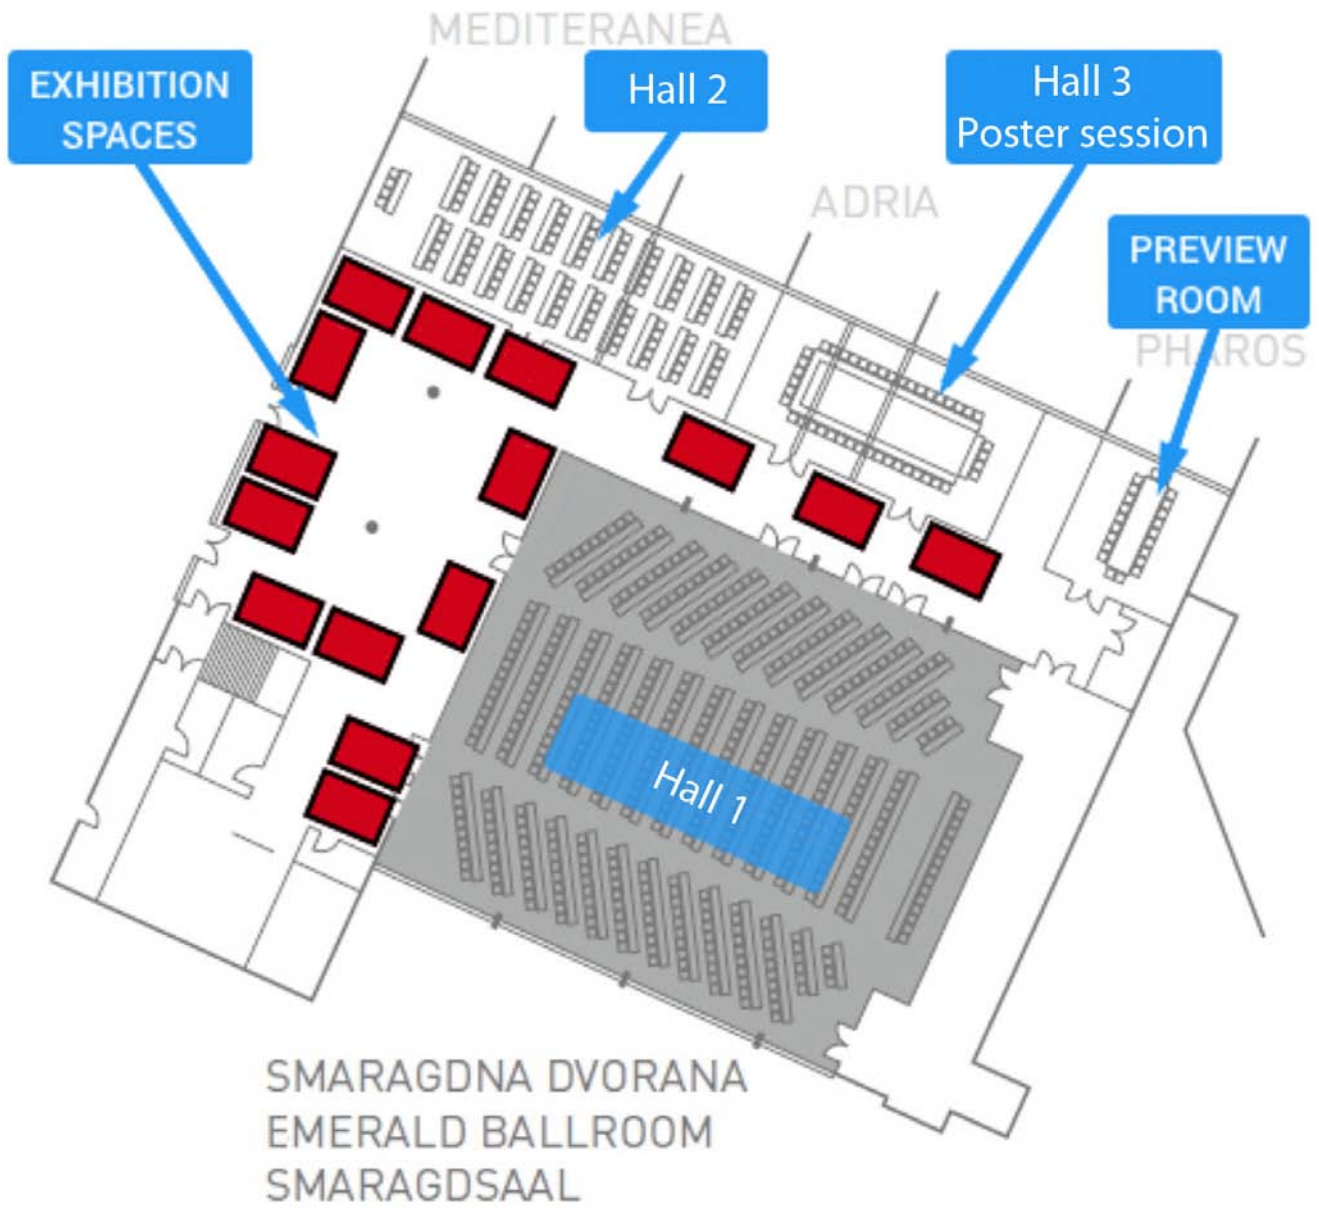 MEDITERANEA
EXHIBITION
SPACES
Hall 2
Hall 3
Poster session
ADRIA
PREVIEW
ROOM
PHAROS
Hall 1
SMARAGDNA DVORANA
EMERALD BALLROOM
SMARAGDSAAL